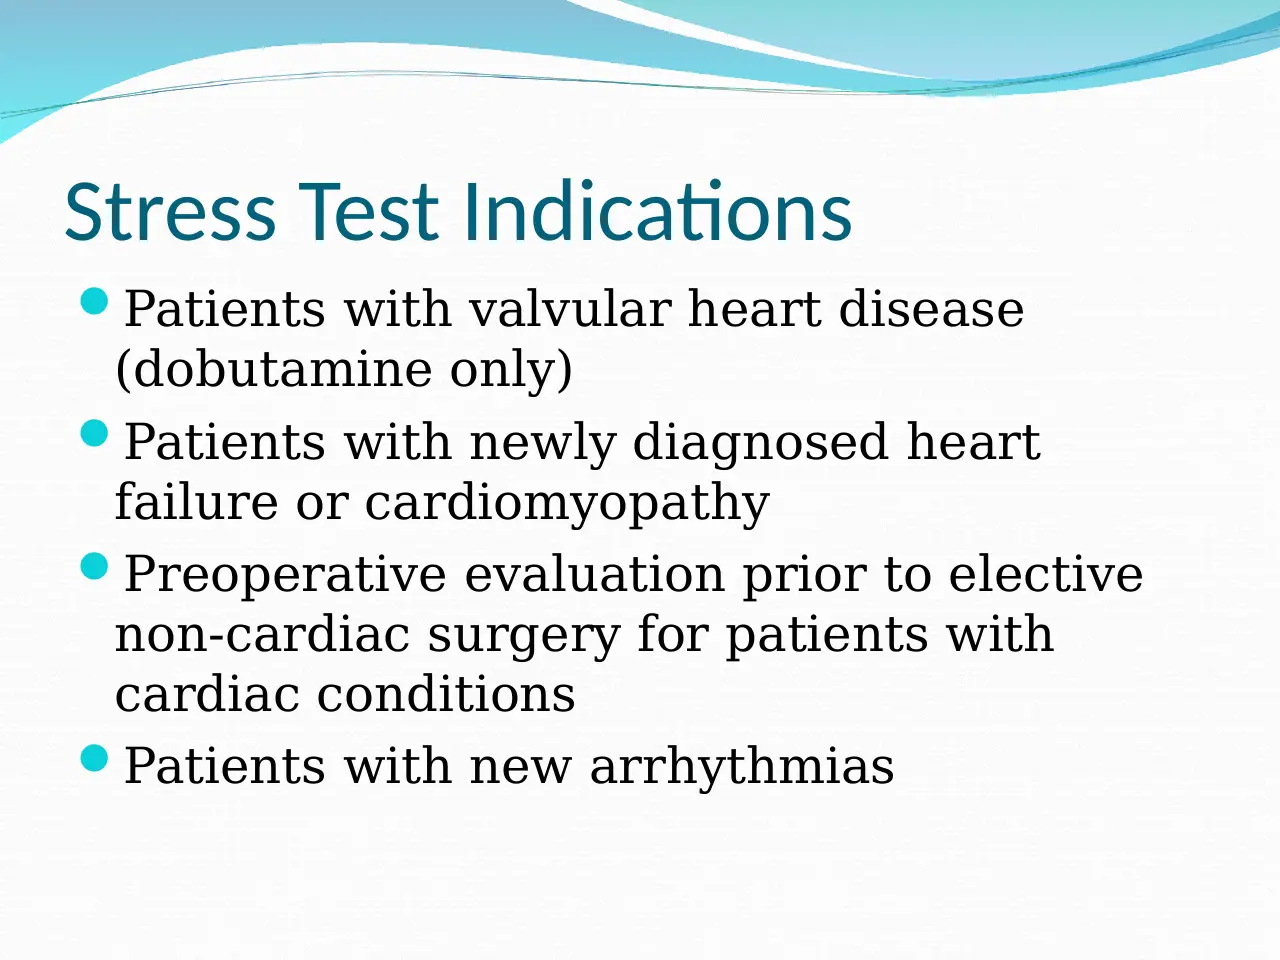 Stress Test Indications
Patients with valvular heart disease
(dobutamine only)
Patients with newly diagnosed heart
failure or cardiomyopathy
Preoperative evaluation prior to elective
non-cardiac surgery for patients with
cardiac conditions
Patients with new arrhythmias